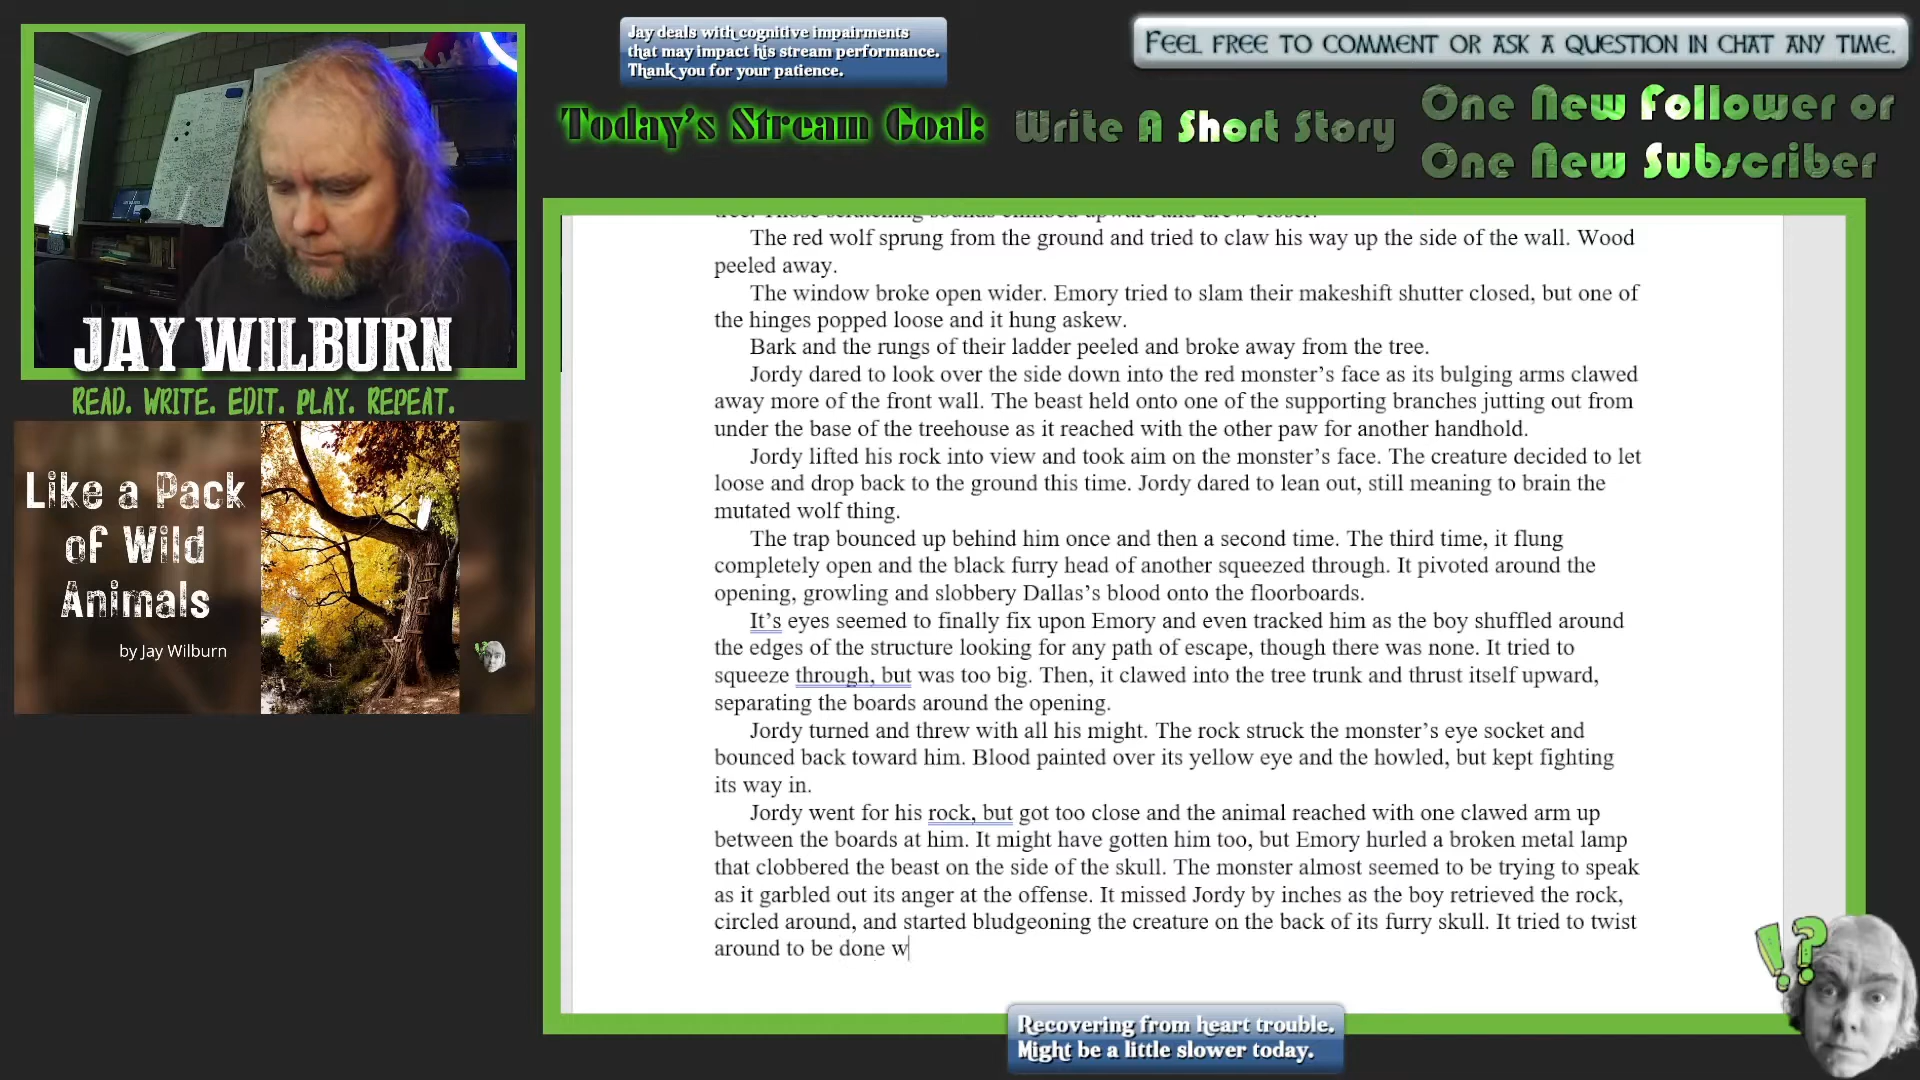 Jay deals with cognitive impairments
that may impact his stream performance.
Thank you for your patience.
FEEL FREE TO COMMENT OR ASK A QUESTION IN CHAT ANY TIME.
Today's Stream Goal:
Write A Short Story
One New Follower or
One New Subscriber
JAY WILBURN
READ. WRITE. EDIT. PLAY. REPEAT.
Like a Pack
of Wild
Animals
by Jay Wilburn
tree. Those scratching sounds climbed upward and drew closer.
The red wolf sprung from the ground and tried to claw his way up the side of the wall. Wood
peeled away.
The window broke open wider. Emory tried to slam their makeshift shutter closed, but one of
the hinges popped loose and it hung askew.
Bark and the rungs of their ladder peeled and broke away from the tree.
Jordy dared to look over the side down into the red monster’s face as its bulging arms clawed
away more of the front wall. The beast held onto one of the supporting branches jutting out from
under the base of the treehouse as it reached with the other paw for another handhold.
Jordy lifted his rock into view and took aim on the monster’s face. The creature decided to let
loose and drop back to the ground this time. Jordy dared to lean out, still meaning to brain the
mutated wolf thing.
The trap bounced up behind him once and then a second time. The third time, it flung
completely open and the black furry head of another squeezed through. It pivoted around the
opening, growling and slobbery Dallas’s blood onto the floorboards.
It’s eyes seemed to finally fix upon Emory and even tracked him as the boy shuffled around
the edges of the structure looking for any path of escape, though there was none. It tried to
squeeze through, but was too big. Then, it clawed into the tree trunk and thrust itself upward,
separating the boards around the opening.
Jordy turned and threw with all his might. The rock struck the monster’s eye socket and
bounced back toward him. Blood painted over its yellow eye and the howled, but kept fighting
its way in.
Jordy went for his rock, but got too close and the animal reached with one clawed arm up
between the boards at him. It might have gotten him too, but Emory hurled a broken metal lamp
that clobbered the beast on the side of the skull. The monster almost seemed to be trying to speak
as it garbled out its anger at the offense. It missed Jordy by inches as the boy retrieved the rock,
circled around, and started bludgeoning the creature on the back of its furry skull. It tried to twist
around to be done w
!?
Recovering from heart trouble.
Might be a little slower today.